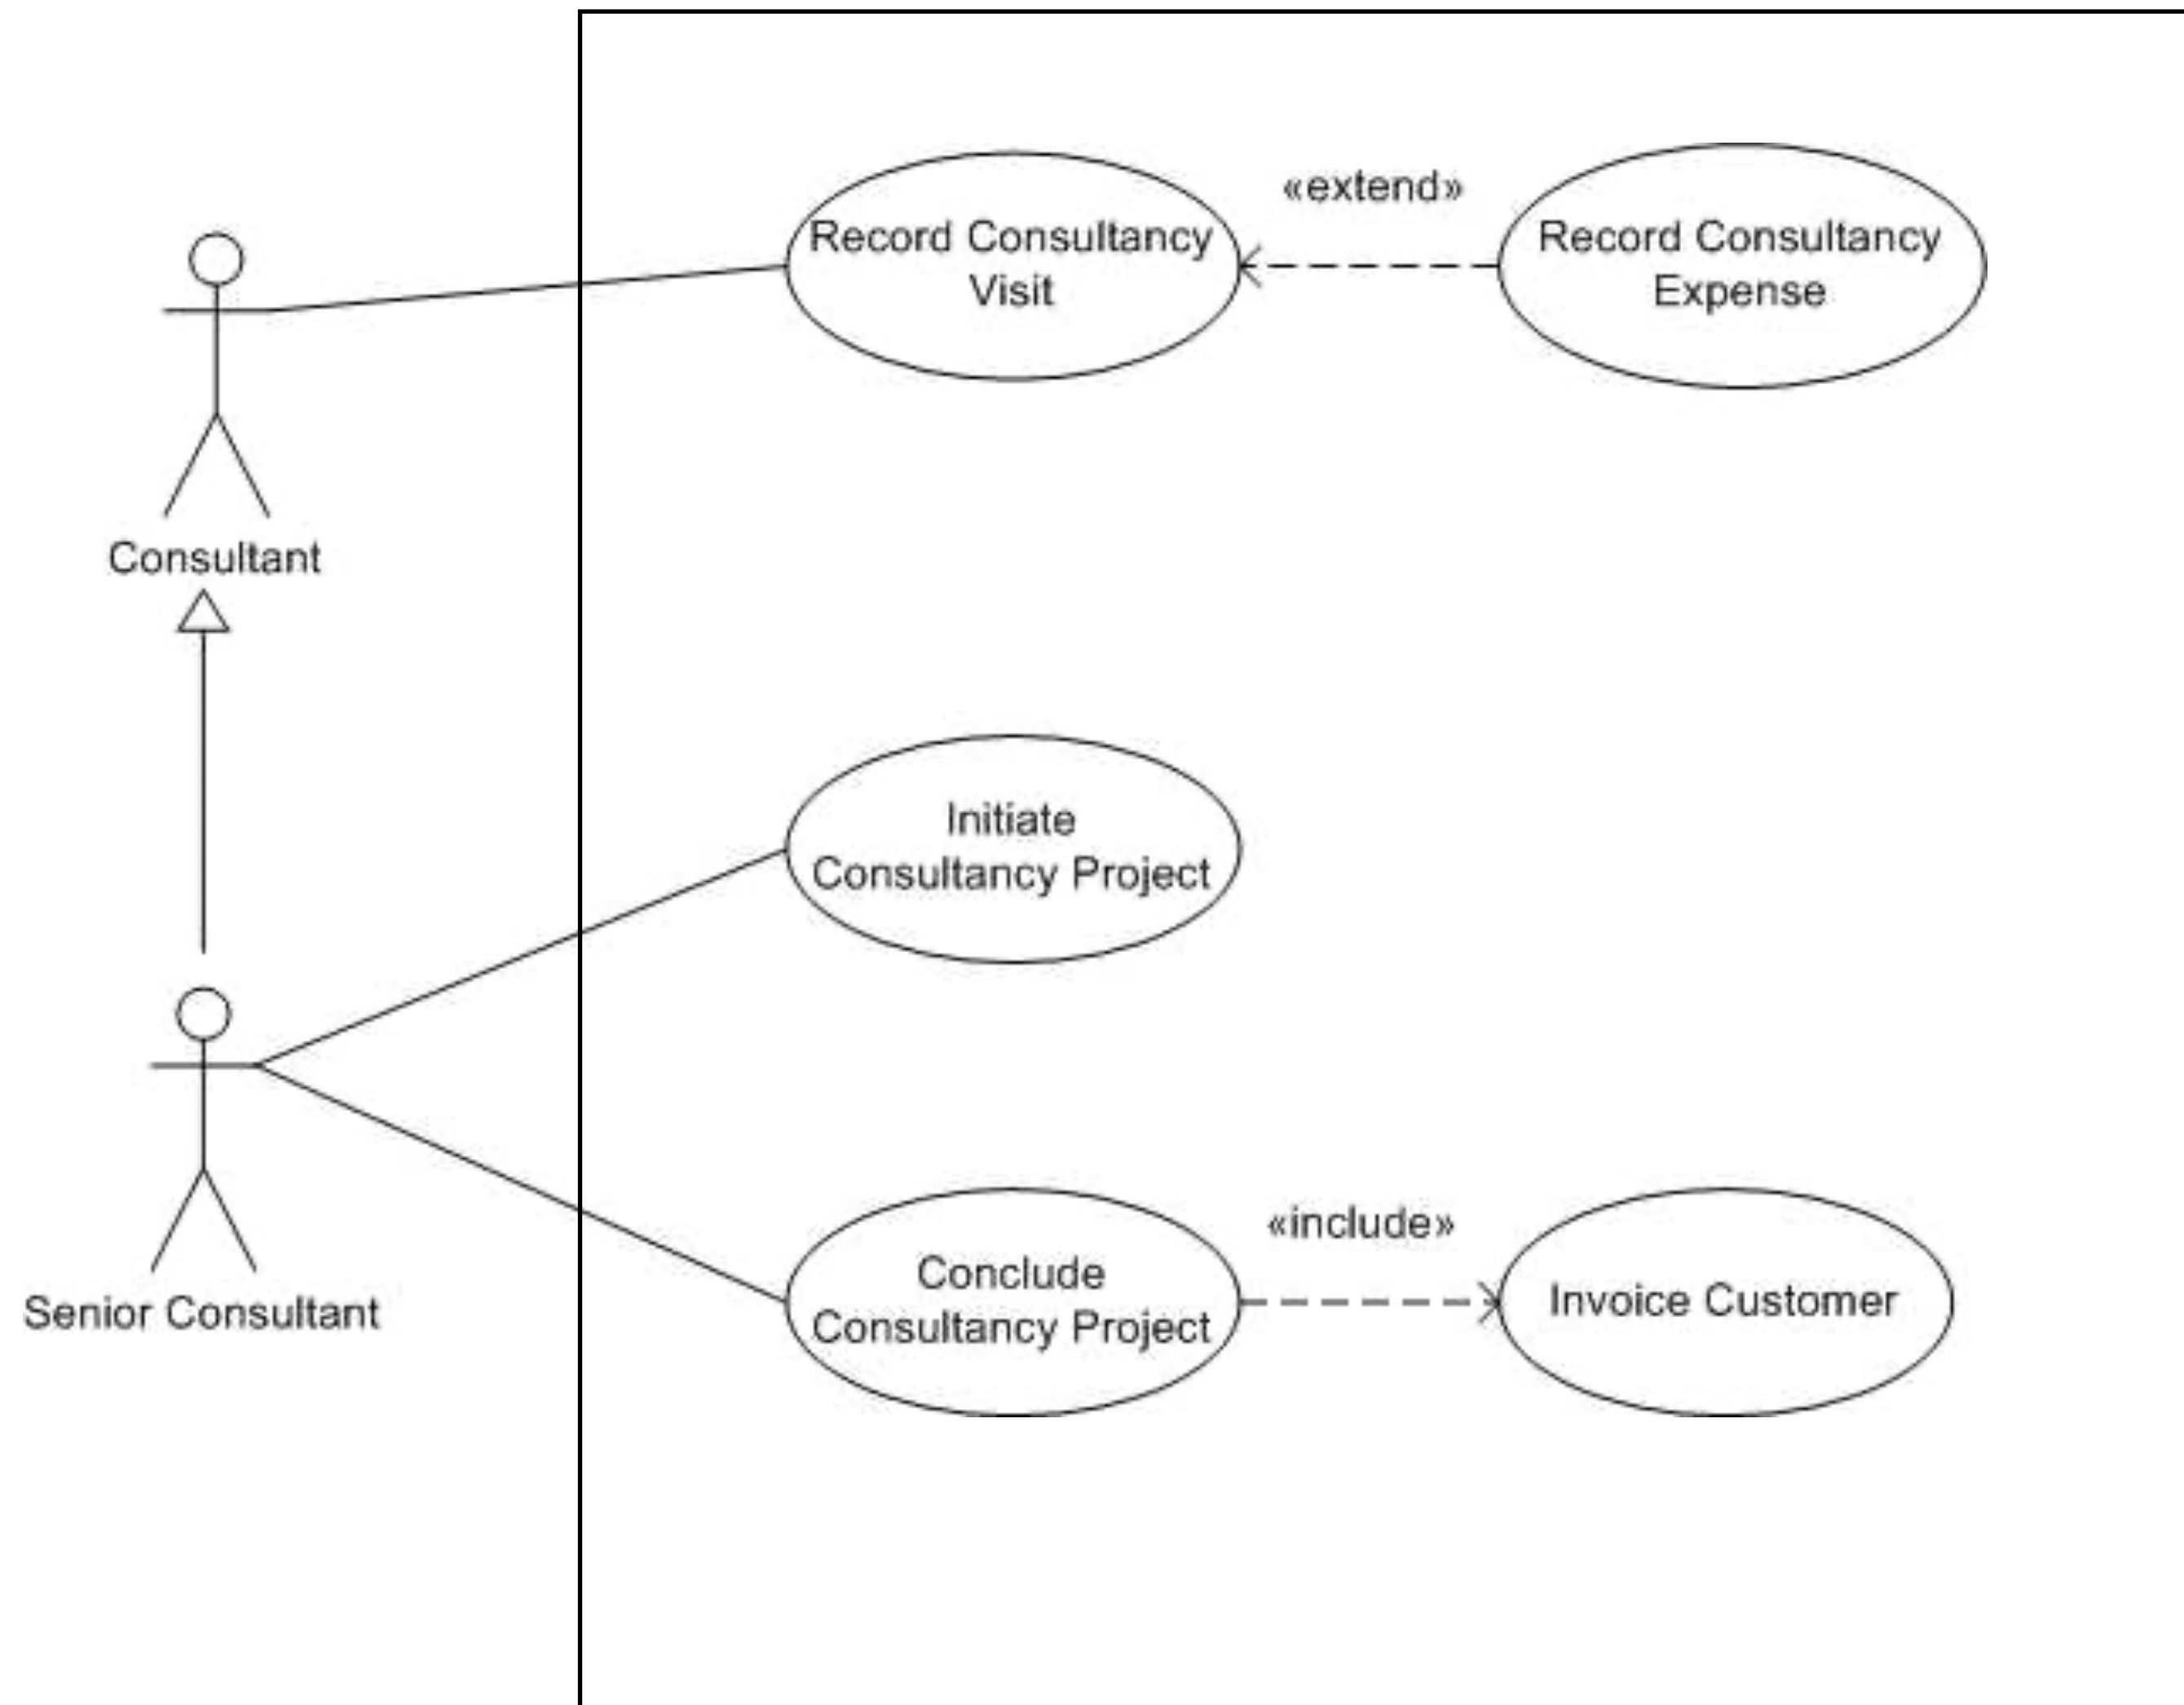 Record Consultancy
Visit
«extend»
Record Consultancy
Expense
Consultant
Initiate
Consultancy Project
Senior Consultant
Conclude
Consultancy Project
«include»
Invoice Customer